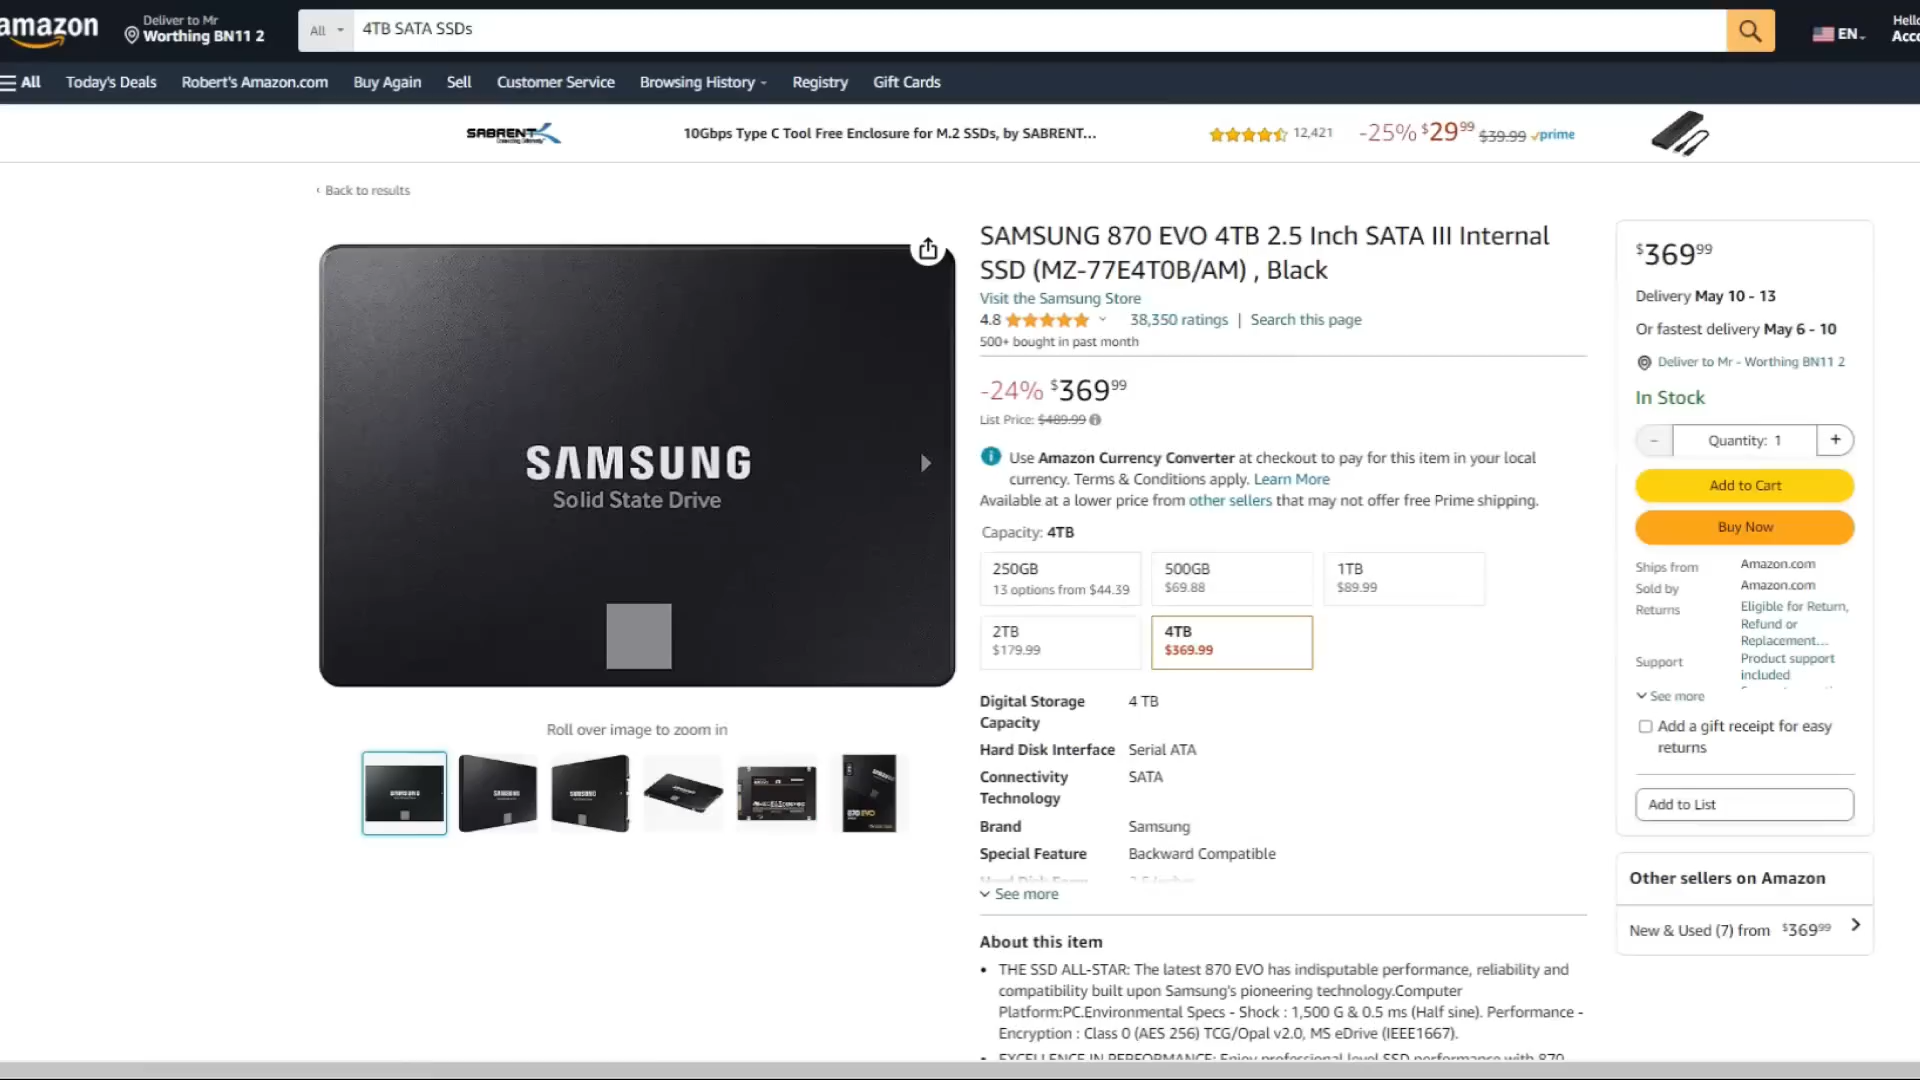 amazon
Deliver to Mr
Worthing BN11 2
All
4TB SATA SSDs
EN
All
Today's Deals
Robert's Amazon.com
Buy Again
Sell
Customer Service
Browsing History
Registry
Gift Cards
SABRENT
10Gbps Type C Tool Free Enclosure for M.2 SSDs, by SABRENT...
12,421
-25% $29.99 $39.99 prime
‹ Back to results
SAMSUNG
Solid State Drive
Roll over image to zoom in
SAMSUNG 870 EVO 4TB 2.5 Inch SATA III Internal
SSD (MZ-77E4T0B/AM) , Black
Visit the Samsung Store
4.8
38,350 ratings | Search this page
500+ bought in past month
-24% $369.99
List Price: $489.99
Use Amazon Currency Converter at checkout to pay for this item in your local
currency. Terms & Conditions apply. Learn More
Available at a lower price from other sellers that may not offer free Prime shipping.
Capacity: 4TB
250GB
13 options from $44.39
500GB
$69.88
1TB
$89.99
2TB
$179.99
4TB
$369.99
Digital Storage
Capacity
4 TB
Hard Disk Interface
Serial ATA
Connectivity
Technology
SATA
Brand
Samsung
Special Feature
Backward Compatible
See more
About this item
• THE SSD ALL-STAR: The latest 870 EVO has indisputable performance, reliability and
compatibility built upon Samsung's pioneering technology.Computer
Platform:PC.Environmental Specs - Shock : 1,500 G & 0.5 ms (Half sine). Performance -
Encryption : Class 0 (AES 256) TCG/Opal v2.0, MS eDrive (IEEE1667).
• EXCELLENCE IN PERFORMANCE: Enjoy professional level SSD performance with 870
$369.99
Delivery May 10 - 13
Or fastest delivery May 6 - 10
Deliver to Mr - Worthing BN11 2
In Stock
- Quantity: 1 +
Add to Cart
Buy Now
Ships from
Amazon.com
Sold by
Amazon.com
Returns
Eligible for Return,
Refund or
Replacement...
Support
Product support
included
See more
Add a gift receipt for easy
returns
Add to List
Other sellers on Amazon
New & Used (7) from $369.99